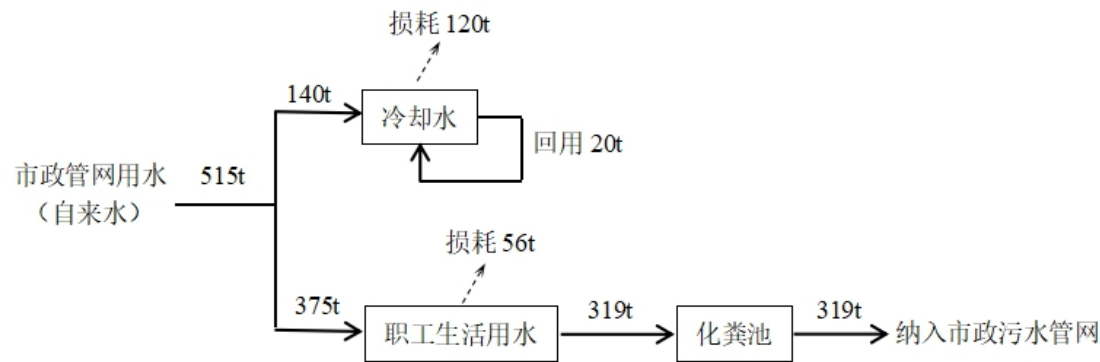 损耗 120t
140t
冷却水
回用 20t
市政管网用水
515t
（自来水）
损耗 56t
375t
职工生活用水
319t
化粪池
319t
纳入市政污水管网